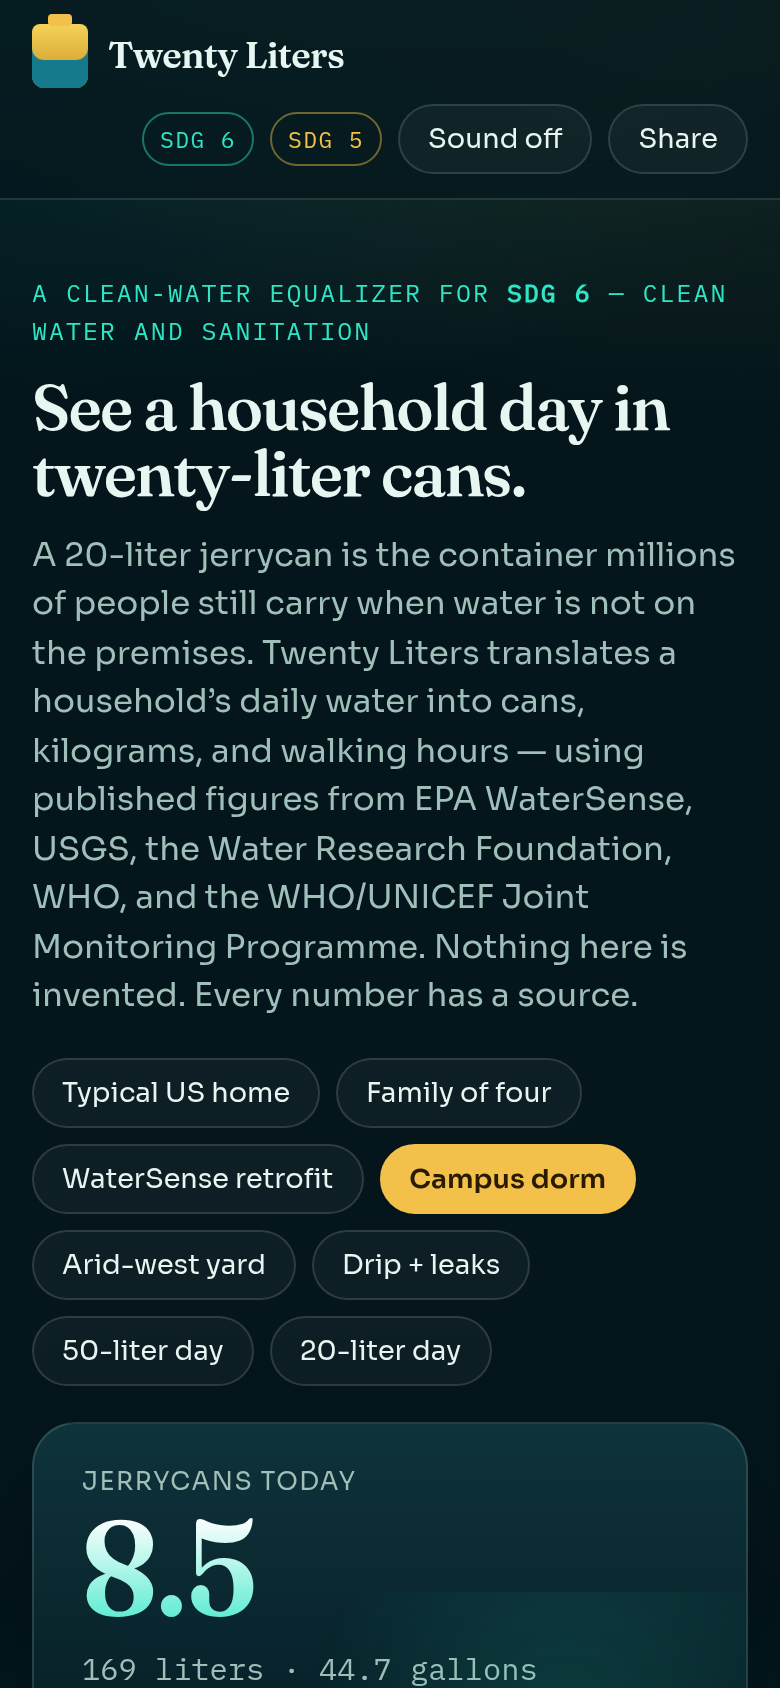 Twenty Liters
SDG 6
SDG 5
Sound off
Share
A CLEAN-WATER EQUALIZER FOR SDG 6 — CLEAN
WATER AND SANITATION
See a household day in
twenty-liter cans.
A 20-liter jerrycan is the container millions
of people still carry when water is not on
the premises. Twenty Liters translates a
household’s daily water into cans,
kilograms, and walking hours — using
published figures from EPA WaterSense,
USGS, the Water Research Foundation,
WHO, and the WHO/UNICEF Joint
Monitoring Programme. Nothing here is
invented. Every number has a source.
Typical US home
Family of four
WaterSense retrofit
Campus dorm
Arid-west yard
Drip + leaks
50-liter day
20-liter day
JERRYCANS TODAY
8.5
169 liters · 44.7 gallons